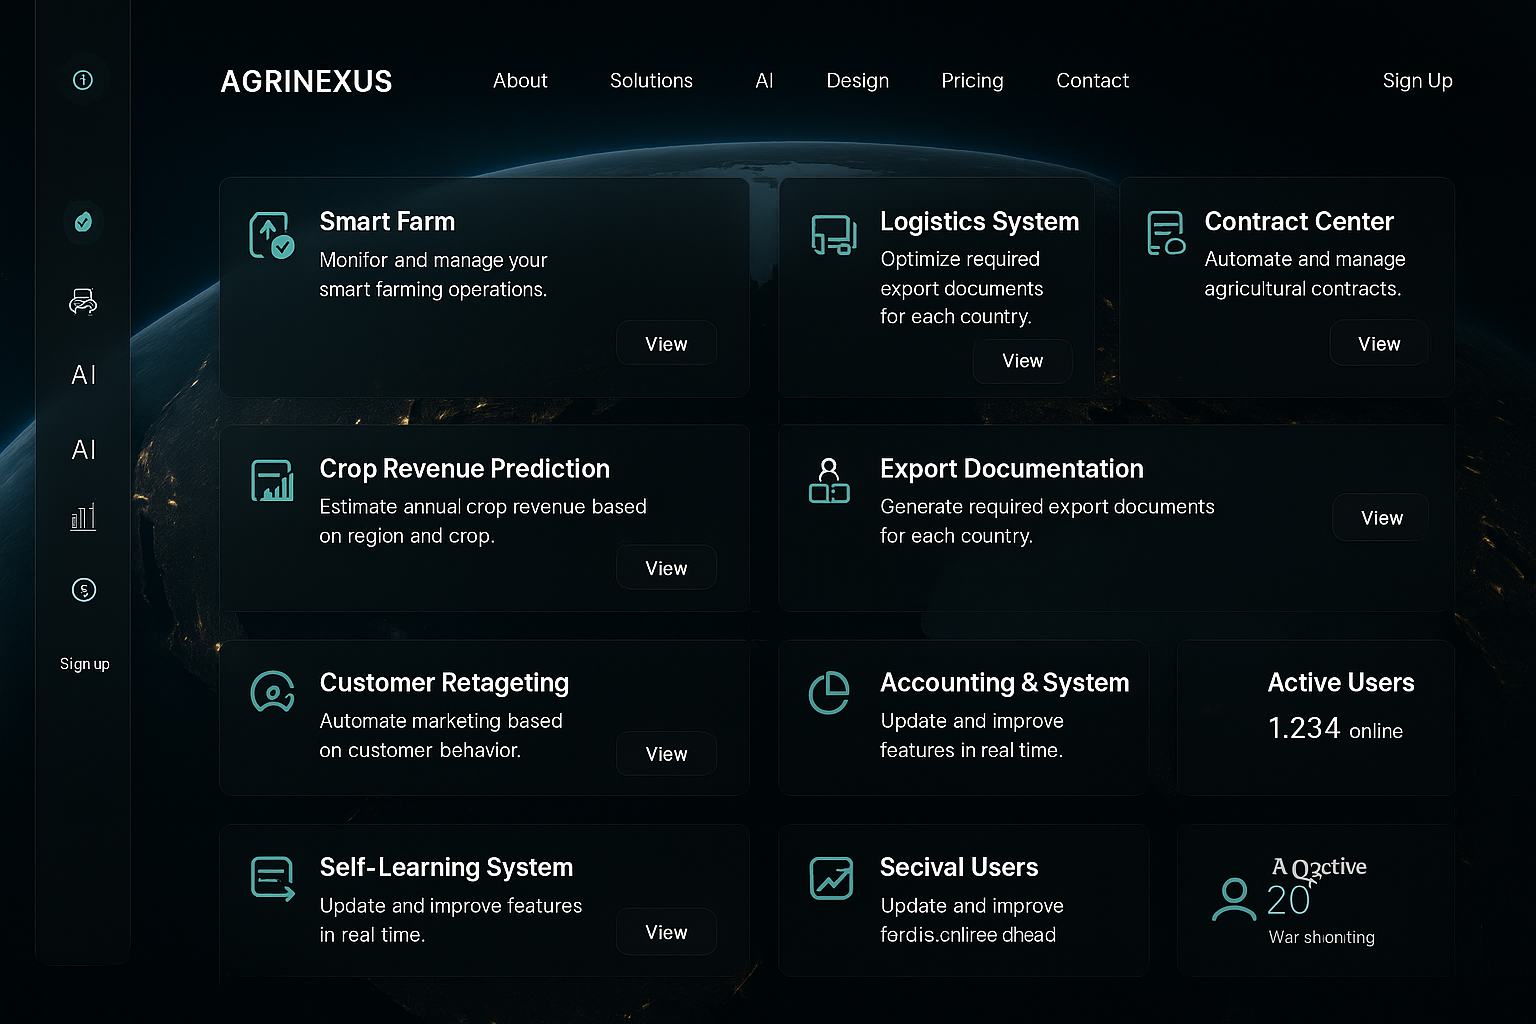 AGRINEXUS
About
Solutions
AI
Design
Pricing
Contact
Sign Up
AI
AI
Sign up
Smart Farm
Monifor and manage your
smart farming operations.
View
Logistics System
Optimize required
export documents
for each country.
View
Contract Center
Automate and manage
agricultural contracts.
View
Crop Revenue Prediction
Estimate annual crop revenue based
on region and crop.
View
Export Documentation
Generate required export documents
for each country.
View
Customer Retageting
Automate marketing based
on customer behavior.
View
Accounting & System
Update and improve
features in real time.
Active Users
1.234 online
Self-Learning System
Update and improve features
in real time.
View
Secival Users
Update and improve
fordis.cnliree dhead
A
20
War shioniting